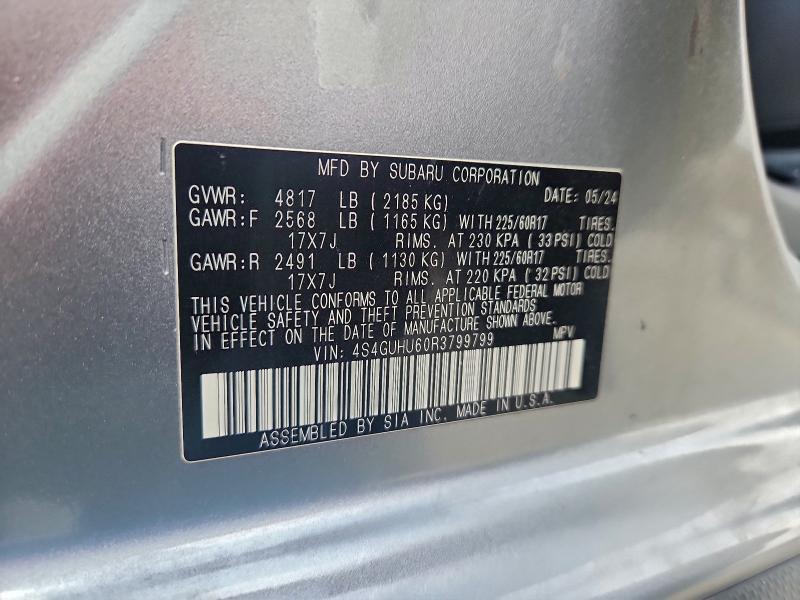 MFD BY SUBARU CORPORATION
GVWR: 4817 LB (2185 KG) DATE: 05/24
GAWR:F 2568 LB (1165 KG) WITH 225/60R17 TIRES.
17X7J RIMS. AT 230 KPA (33 PSI) COLD
GAWR:R 2491 LB (1130 KG) WITH 225/60R17 TIRES.
17X7J RIMS. AT 220 KPA (32 PSI) COLD
THIS VEHICLE CONFORMS TO ALL APPLICABLE FEDERAL MOTOR
VEHICLE SAFETY AND THEFT PREVENTION STANDARDS
IN EFFECT ON THE DATE OF MANUFACTURE SHOWN ABOVE.
VIN: 4S4GUHU60R3799799 MPV
ASSEMBLED BY SIA INC. MADE IN U.S.A.